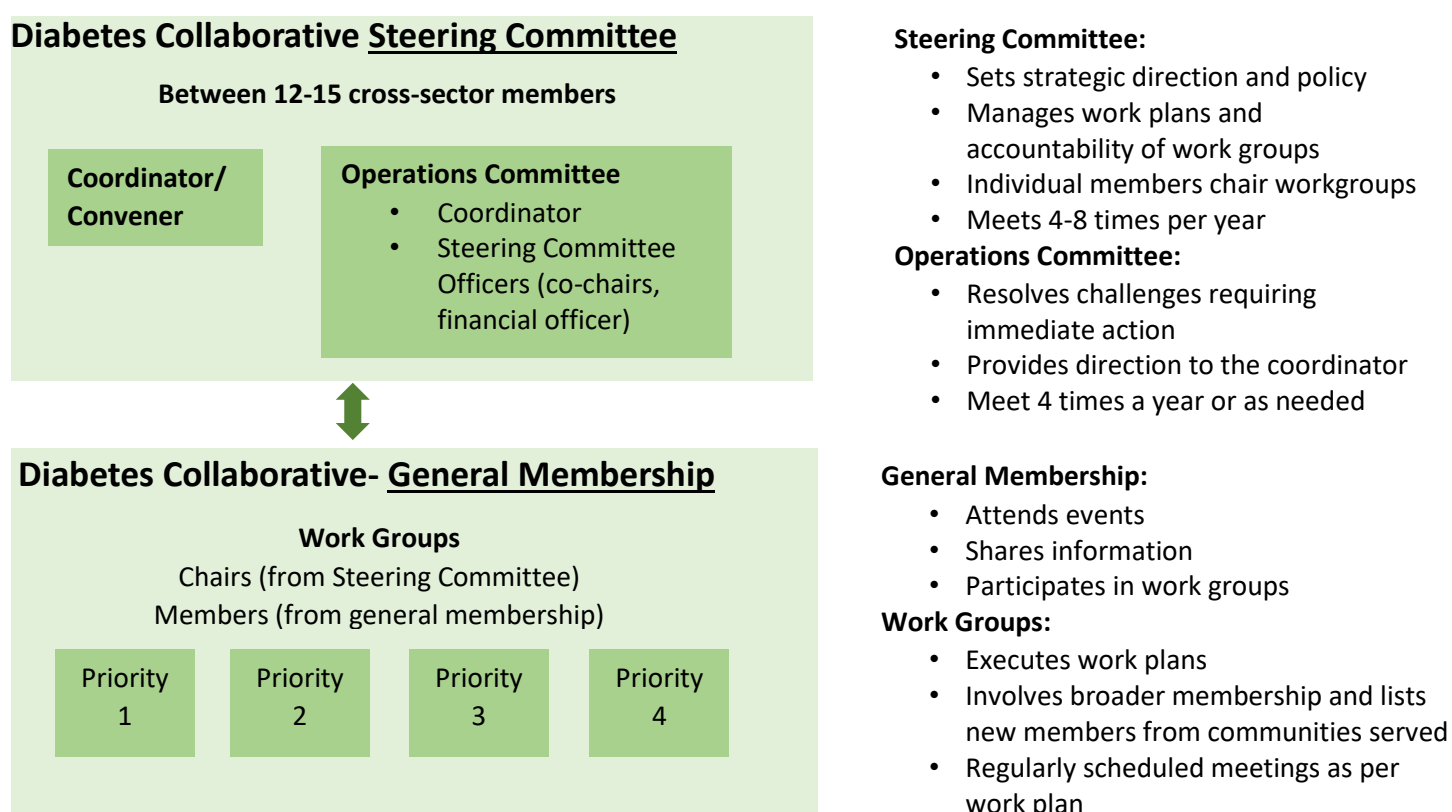 Diabetes Collaborative Steering Committee
Between 12-15 cross-sector members
Coordinator/
Convener
Operations Committee
• Coordinator
• Steering Committee
Officers (co-chairs,
financial officer)
Diabetes Collaborative- General Membership
Work Groups
Chairs (from Steering Committee)
Members (from general membership)
Priority
1
Priority
2
Priority
3
Priority
4
Steering Committee:
• Sets strategic direction and policy
• Manages work plans and
accountability of work groups
• Individual members chair workgroups
• Meets 4-8 times per year
Operations Committee:
• Resolves challenges requiring
immediate action
• Provides direction to the coordinator
• Meet 4 times a year or as needed
General Membership:
• Attends events
• Shares information
• Participates in work groups
Work Groups:
• Executes work plans
• Involves broader membership and lists
new members from communities served
• Regularly scheduled meetings as per
work plan